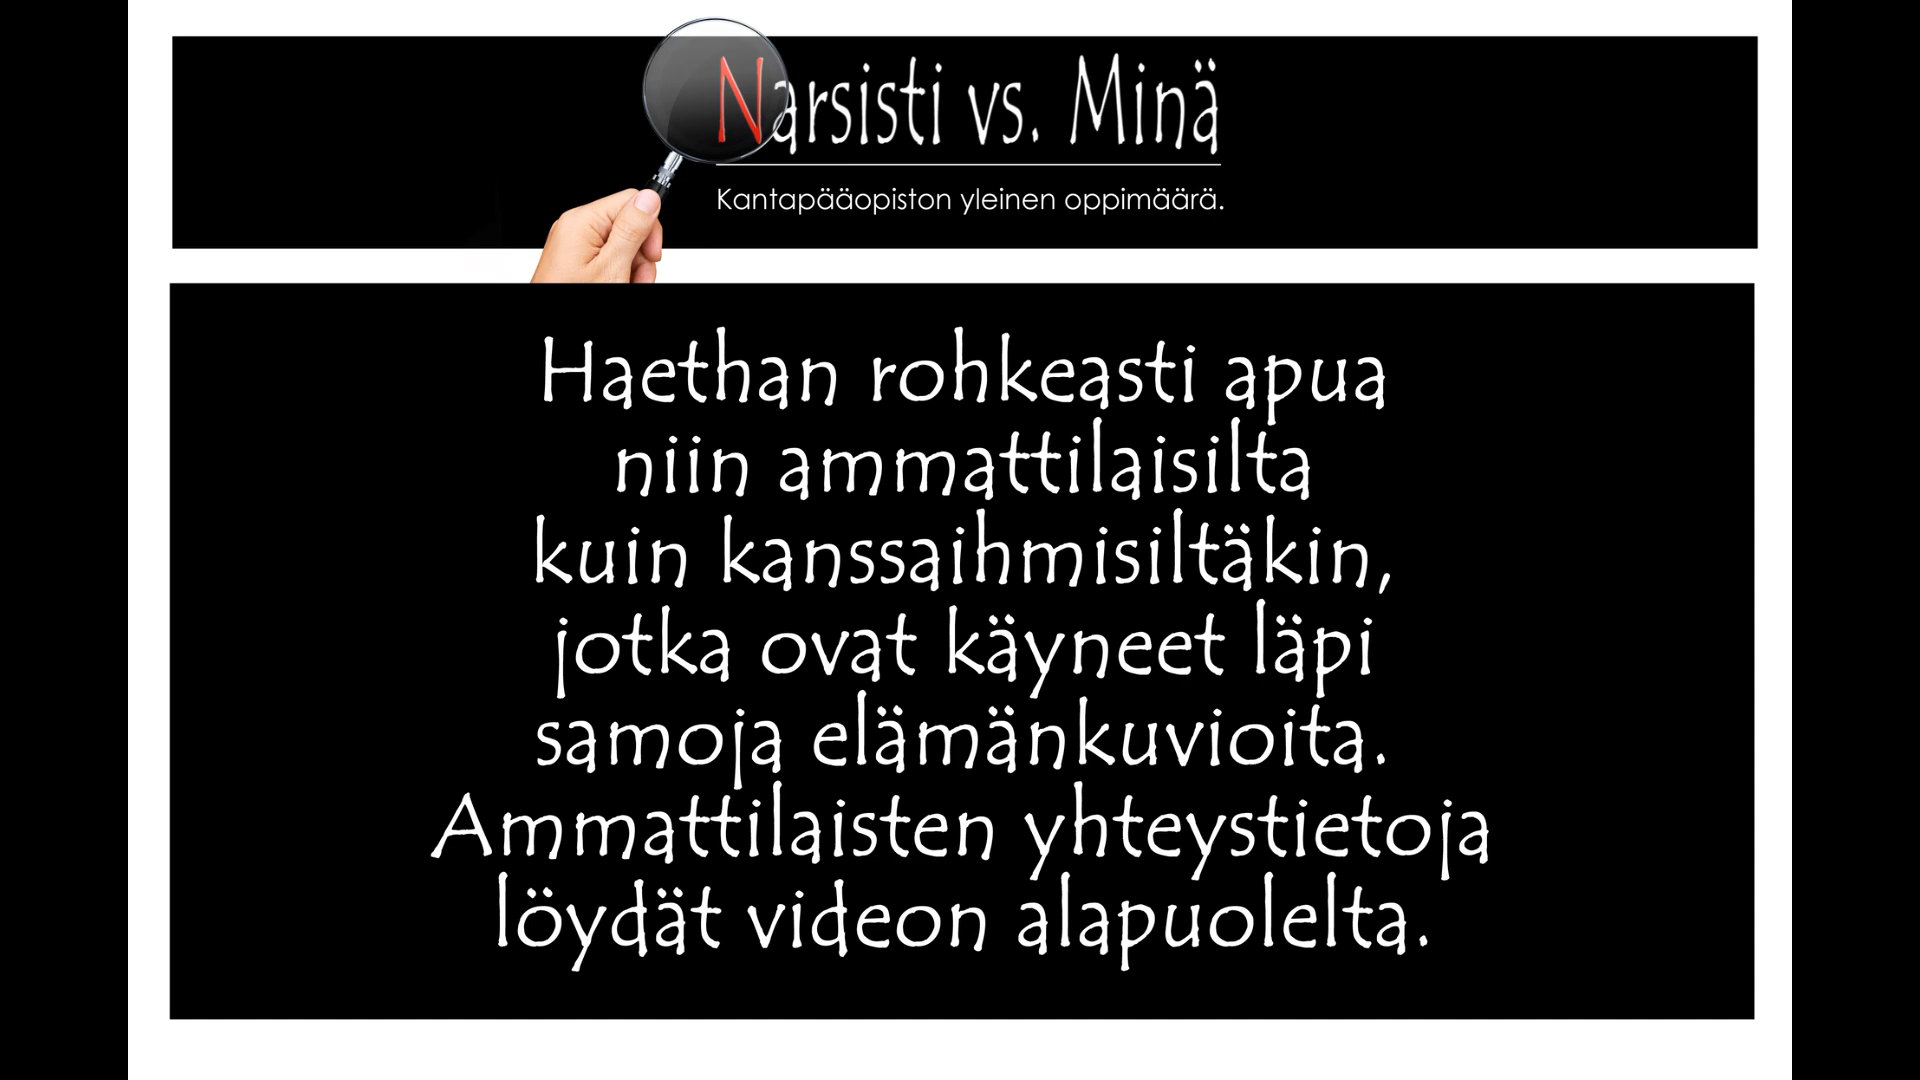 Narsisti vs. Minä
Kantapääopiston yleinen oppimäärä.
Haethan rohkeasti apua
niin ammattilaisilta
kuin kanssaihmisiltäkin,
jotka ovat käyneet läpi
samoja elämänkuvioita.
Ammattilaisten yhteystietoja
löydät videon alapuolelta.